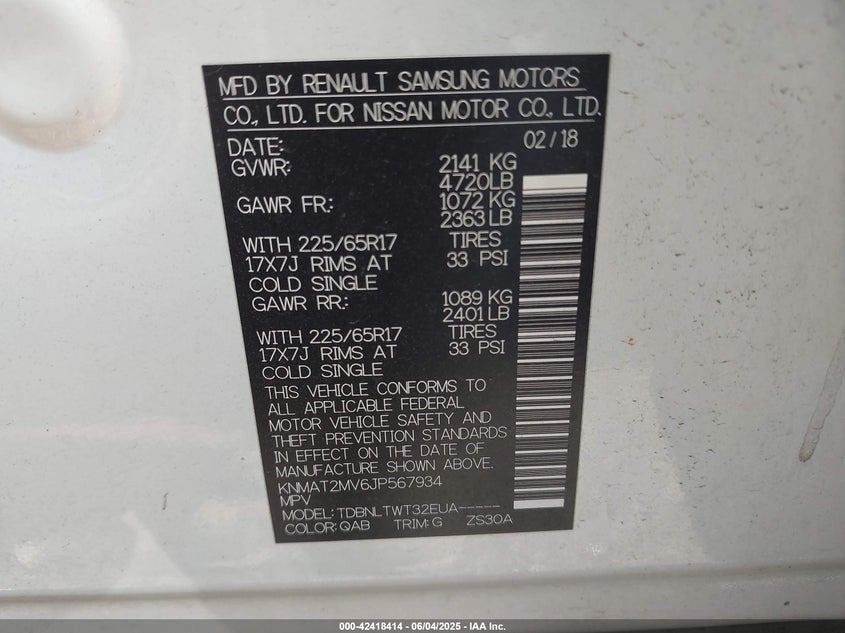 MFD BY RENAULT SAMSUNG MOTORS
CO., LTD. FOR NISSAN MOTOR CO., LTD.
DATE: 02/18
GVWR: 2141 KG
4720LB
GAWR FR: 1072 KG
2363 LB
WITH 225/65R17 TIRES
17X7J RIMS AT 33 PSI
COLD SINGLE
GAWR RR: 1089 KG
2401 LB
WITH 225/65R17 TIRES
17X7J RIMS AT 33 PSI
COLD SINGLE
THIS VEHICLE CONFORMS TO
ALL APPLICABLE FEDERAL
MOTOR VEHICLE SAFETY AND
THEFT PREVENTION STANDARDS
IN EFFECT ON THE DATE OF
MANUFACTURE SHOWN ABOVE.
KNMAT2MV6JP567934
MPV
MODEL: TDBNLTWT32EUA-----
COLOR: QAB TRIM: G ZS30A
000-42418414 - 06/04/2025 - IAA Inc.